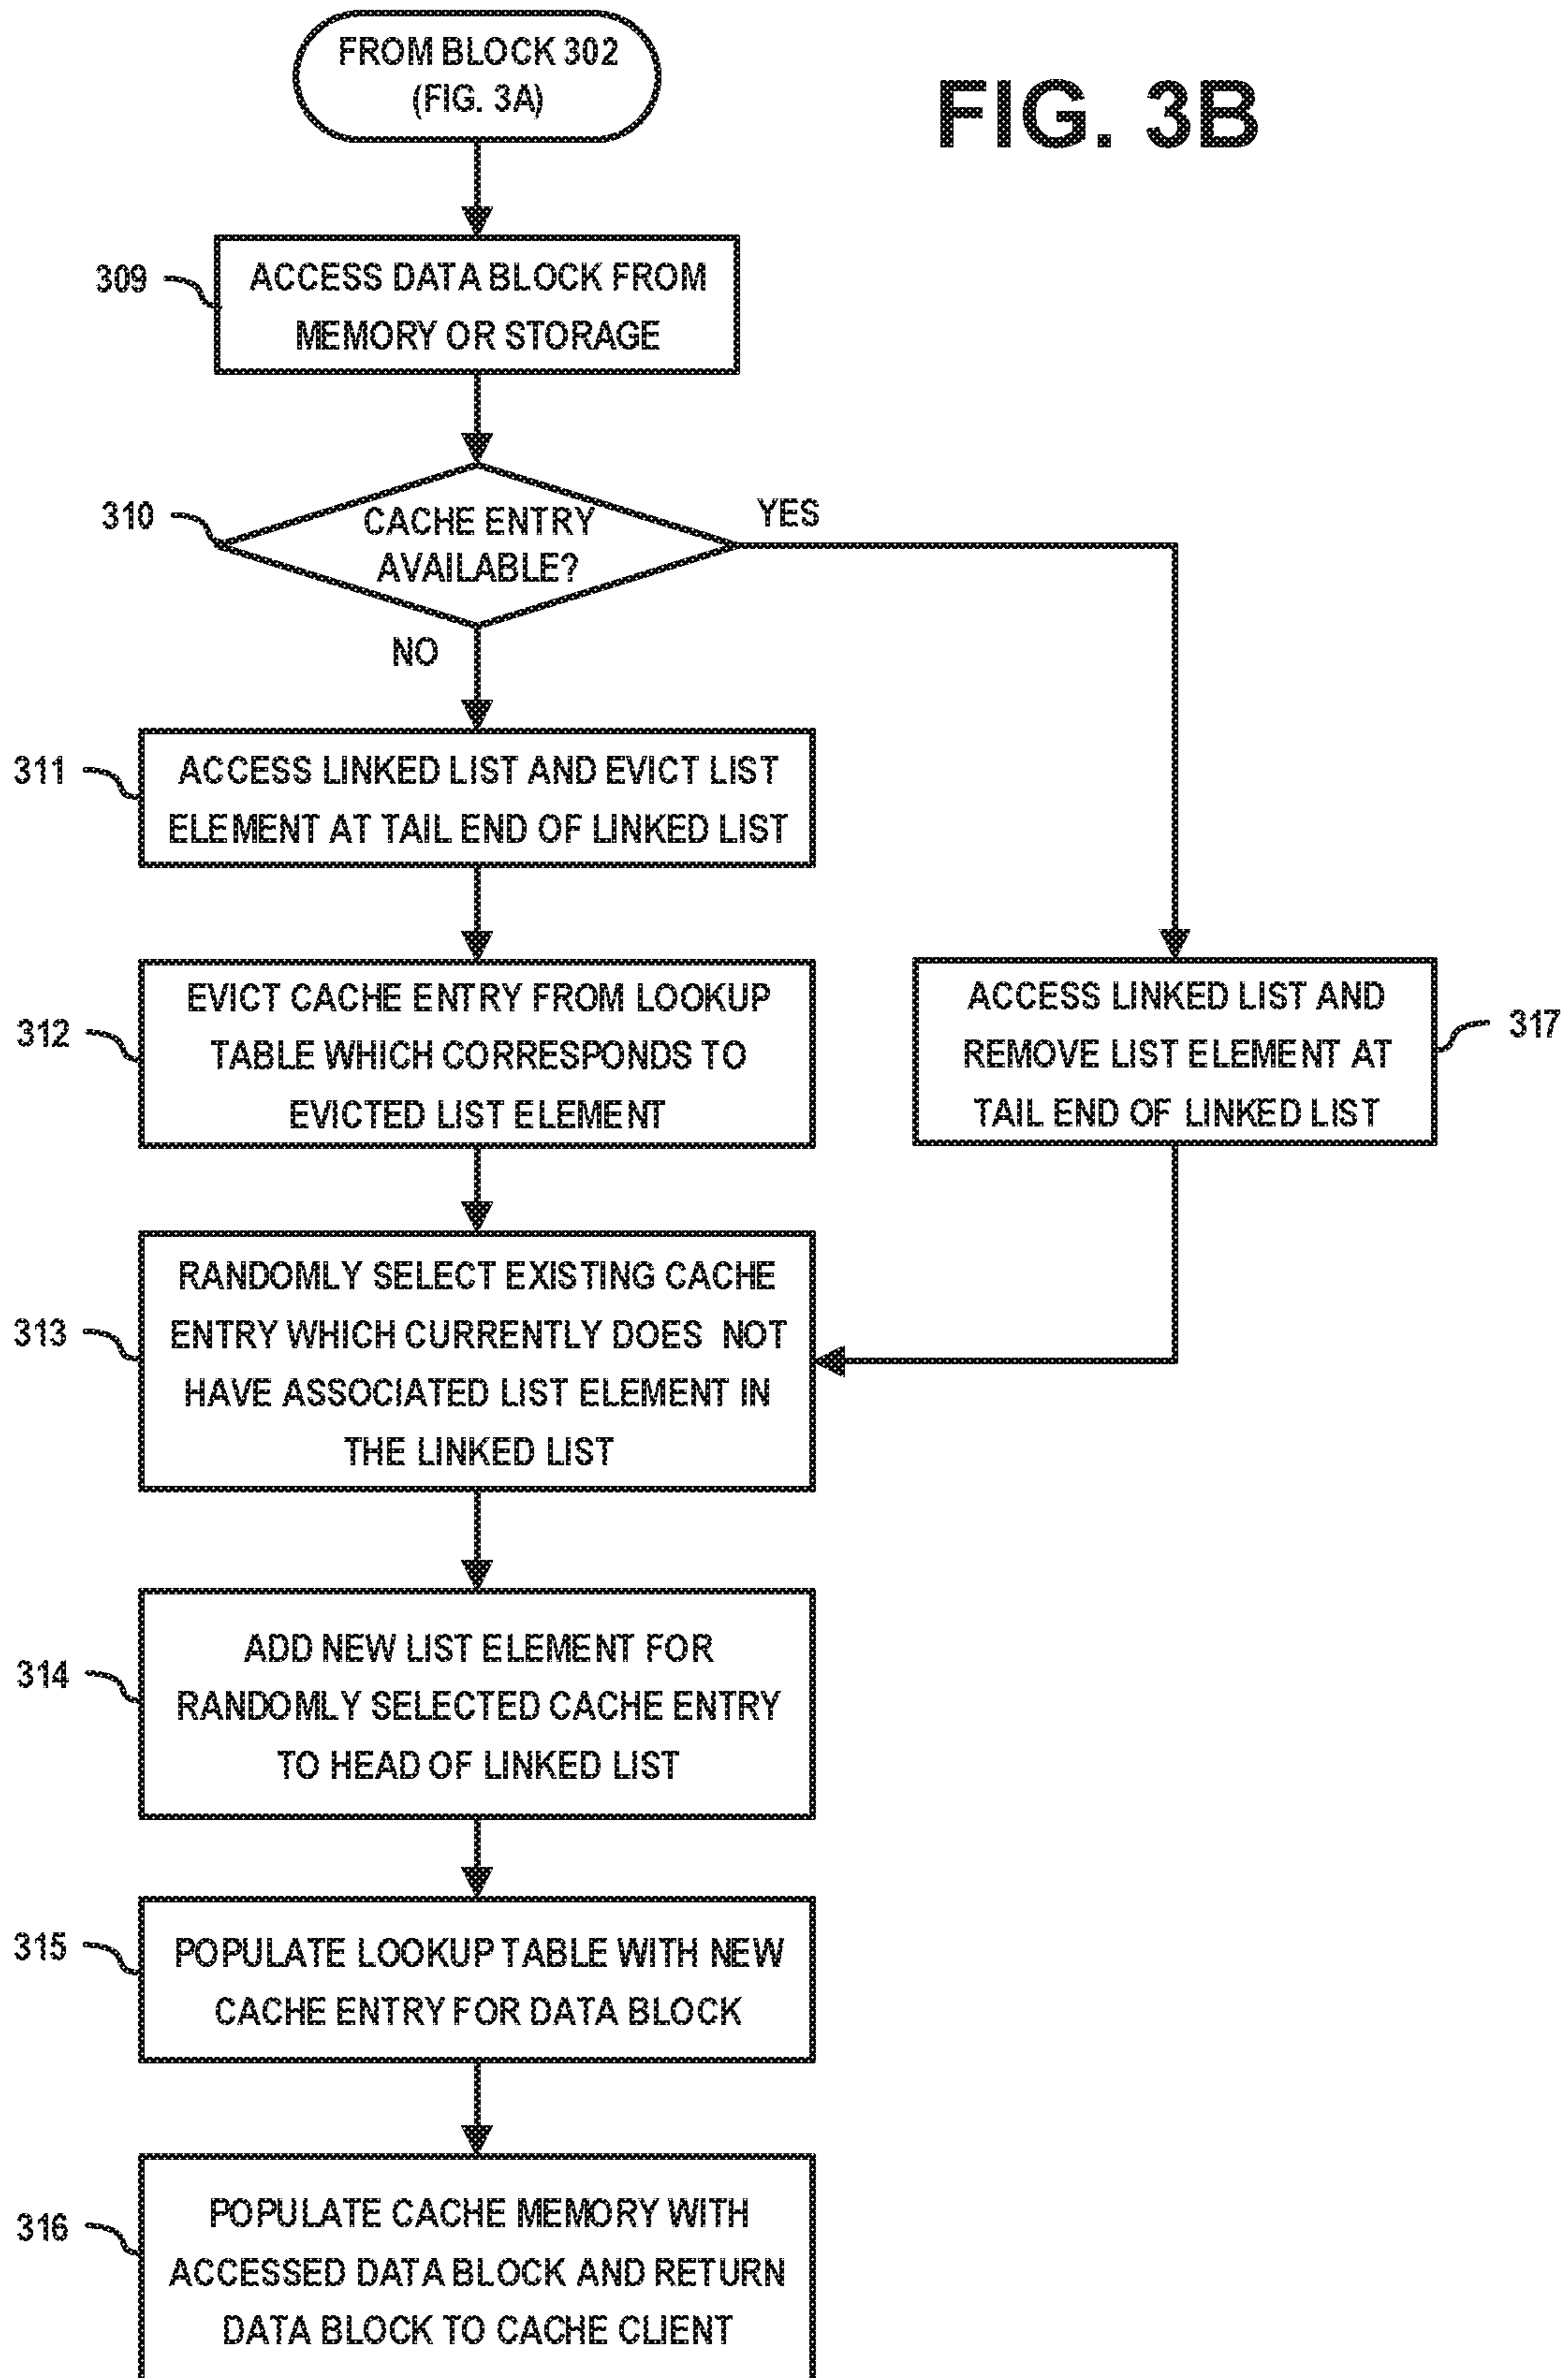 FROM BLOCK 302
(FIG. 3A)
FIG. 3B
309
ACCESS DATA BLOCK FROM
MEMORY OR STORAGE
310
CACHE ENTRY
AVAILABLE?
YES
NO
311
ACCESS LINKED LIST AND EVICT LIST
ELEMENT AT TAIL END OF LINKED LIST
312
EVICT CACHE ENTRY FROM LOOKUP
TABLE WHICH CORRESPONDS TO
EVICTED LIST ELEMENT
ACCESS LINKED LIST AND
REMOVE LIST ELEMENT AT
TAIL END OF LINKED LIST
317
313
RANDOMLY SELECT EXISTING CACHE
ENTRY WHICH CURRENTLY DOES NOT
HAVE ASSOCIATED LIST ELEMENT IN
THE LINKED LIST
314
ADD NEW LIST ELEMENT FOR
RANDOMLY SELECTED CACHE ENTRY
TO HEAD OF LINKED LIST
315
POPULATE LOOKUP TABLE WITH NEW
CACHE ENTRY FOR DATA BLOCK
316
POPULATE CACHE MEMORY WITH
ACCESSED DATA BLOCK AND RETURN
DATA BLOCK TO CACHE CLIENT